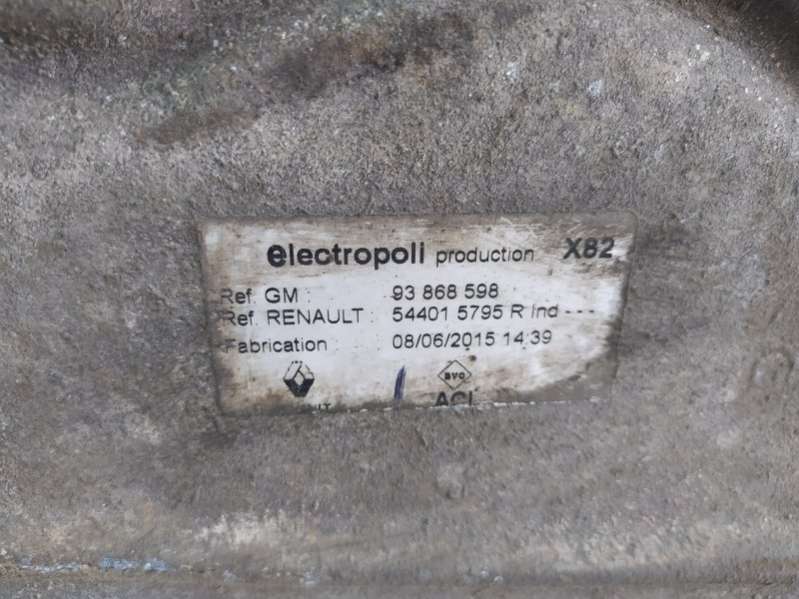 electropoli production X82
Ref. GM : 93 868 598
Ref. RENAULT : 54401 5795 R Ind ---
Fabrication : 08/06/2015 14:39
BVC
ACI